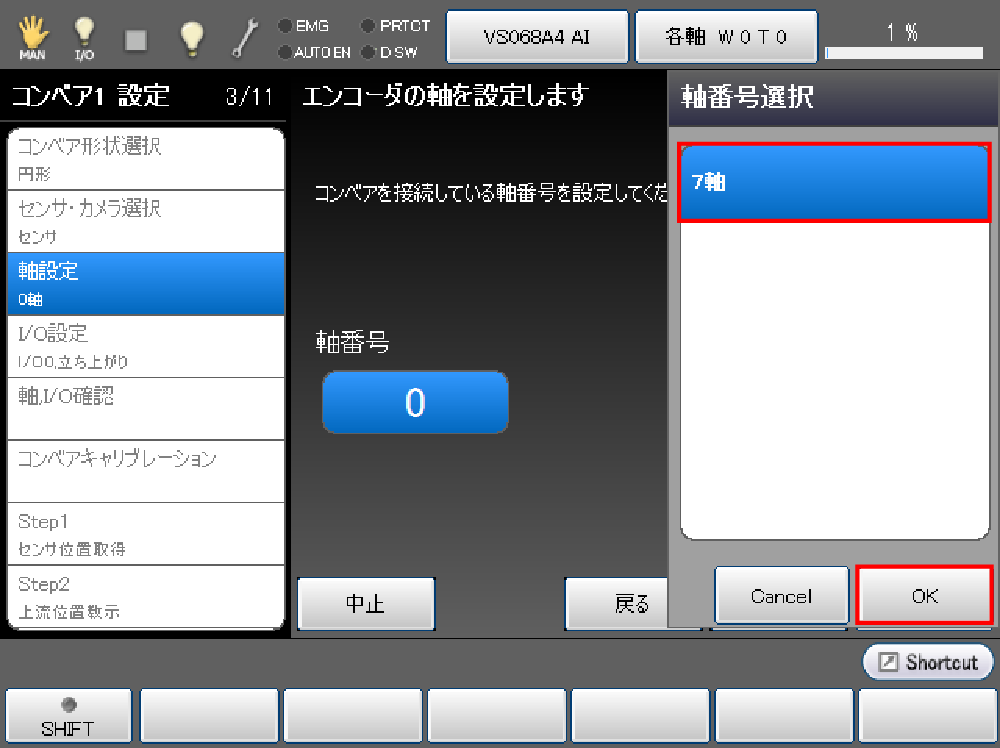 MAN
I/O
EMG
PRTCT
AUTO EN
D SW
VS068A4 AI
各軸 W 0 T 0
1 %
コンベア1 設定
3/11
エンコーダの軸を設定します
軸番号選択
コンベア形状選択
円形
センサ・カメラ選択
センサ
軸設定
0軸
I/O設定
I/O0,立ち上がり
軸,I/O確認
コンベアキャリブレーション
Step1
センサ位置取得
Step2
上流位置教示
コンベアを接続している軸番号を設定してくだ
軸番号
0
7軸
中止
戻る
Cancel
OK
Shortcut
SHIFT